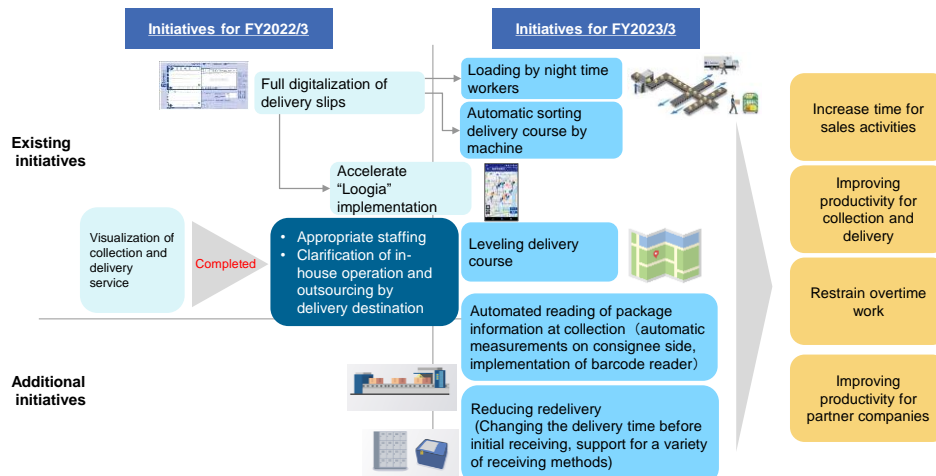 Initiatives for FY2022/3
Initiatives for FY2023/3
Existing
initiatives
Full digitalization of
delivery slips
Loading by night time
workers
Automatic sorting
delivery course by
machine
Accelerate
“Loogia”
implementation
Visualization of
collection and
delivery
service
Completed
• Appropriate staffing
• Clarification of in-
house operation and
outsourcing by
delivery destination
Leveling delivery
course
Additional
initiatives
Automated reading of package
information at collection（automatic
measurements on consignee side,
implementation of barcode reader）
Reducing redelivery
(Changing the delivery time before
initial receiving, support for a variety
of receiving methods)
Increase time for
sales activities
Improving
productivity for
collection and
delivery
Restrain overtime
work
Improving
productivity for
partner companies